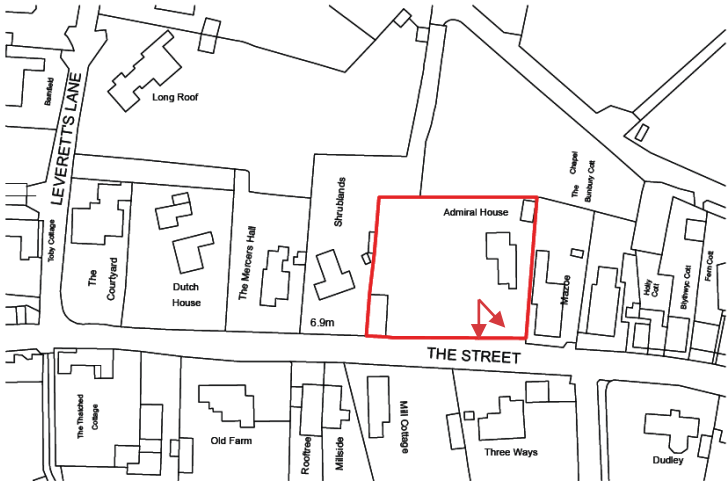 Barnfield
LEVERETT'S LANE
Long Roof
Toby Cottage
The
Courtyard
Dutch
House
The Mercers Hall
Shrublands
6.9m
Admiral House
The Chapel
Bunbury Cott
Mazoe
Holly
Cott
Blythwyc Cott
Fern Cott
THE STREET
The Thatched
Cottage
Old Farm
Rooftree
Millside
Mill Cottage
Three Ways
Dudley